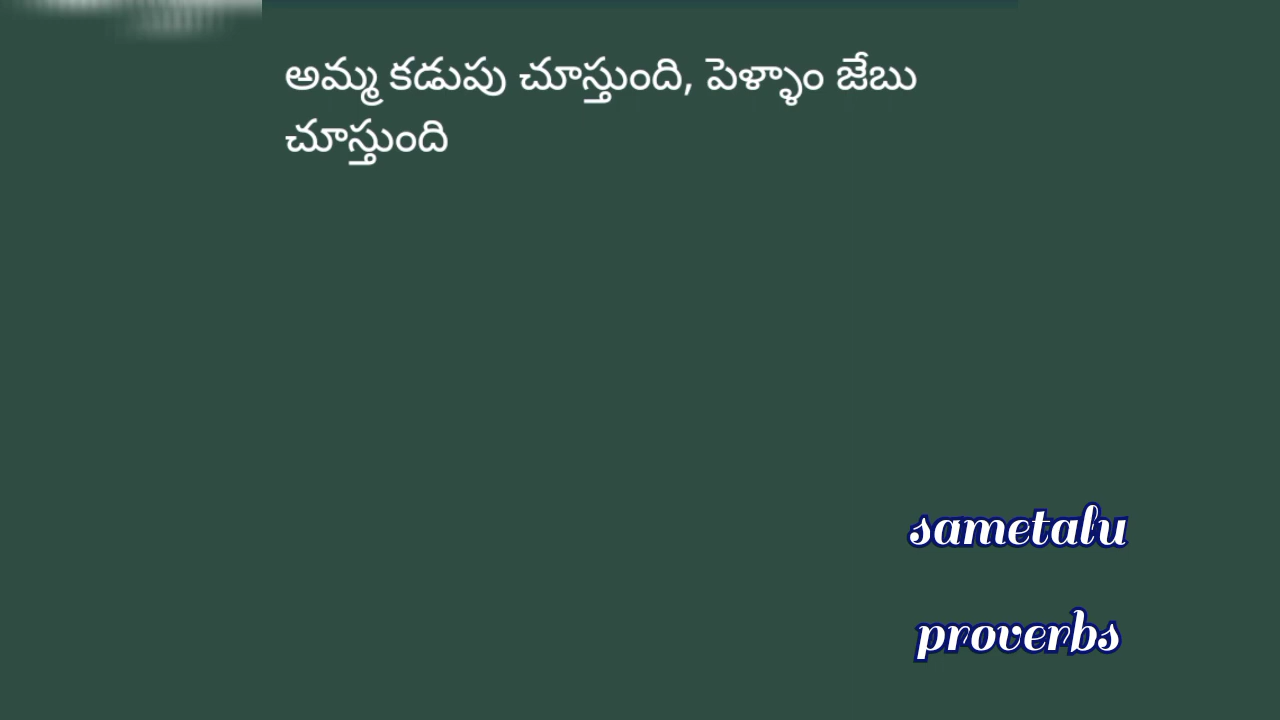 అమ్మ కడుపు చూస్తుంది, పెళ్ళాం జేబు
చూస్తుంది
sametalu
proverbs